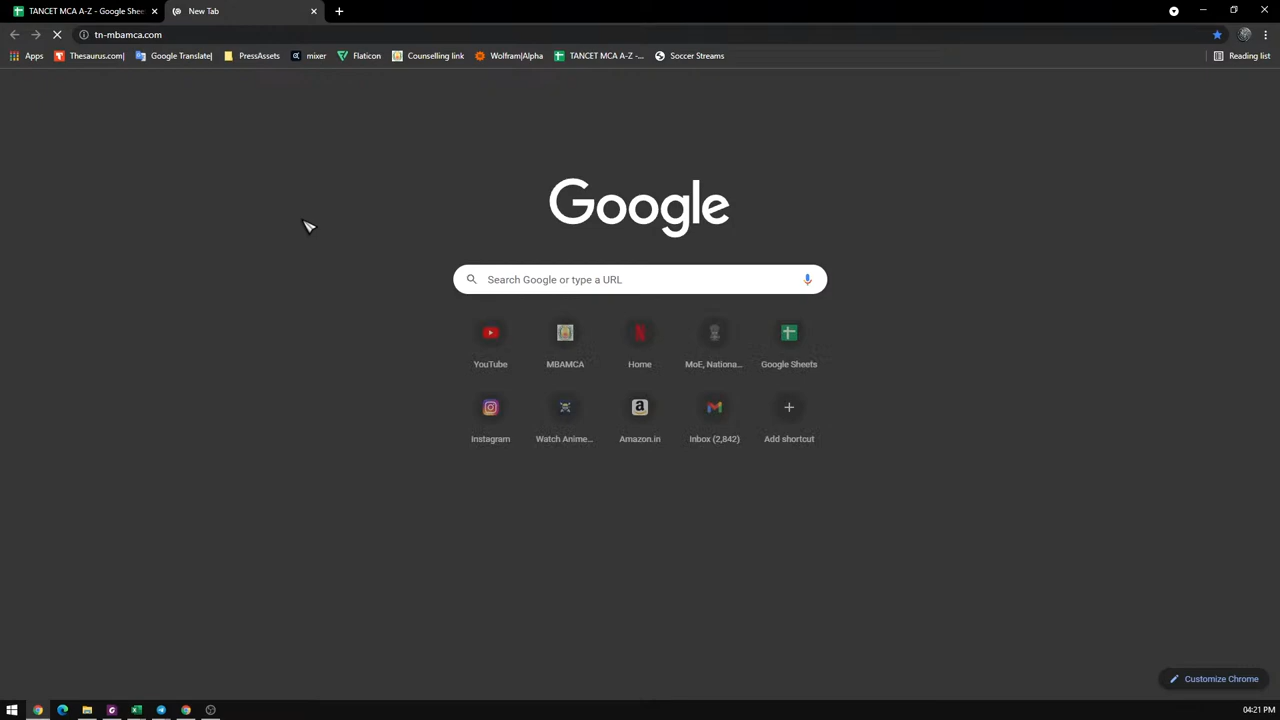 TANCET MCA A-Z - Google Shee
New Tab
tn-mbamca.com
Apps
Thesaurus.com|
Google Translate|
PressAssets
mixer
Flaticon
Counselling link
Wolfram|Alpha
TANCET MCA A-Z -...
Soccer Streams
Reading list
Google
Search Google or type a URL
YouTube
MBAMCA
Home
MoE, Nationa...
Google Sheets
Instagram
Watch Anime...
Amazon.in
Inbox (2,842)
Add shortcut
Customize Chrome
04:21 PM